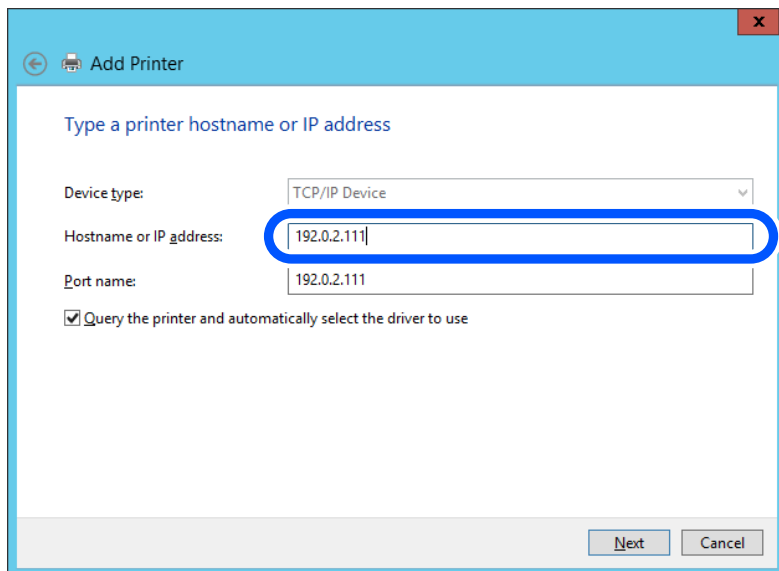 x
Add Printer
Type a printer hostname or IP address
Device type: TCP/IP Device
Hostname or IP address: 192.0.2.111
Port name: 192.0.2.111
Query the printer and automatically select the driver to use
Next Cancel